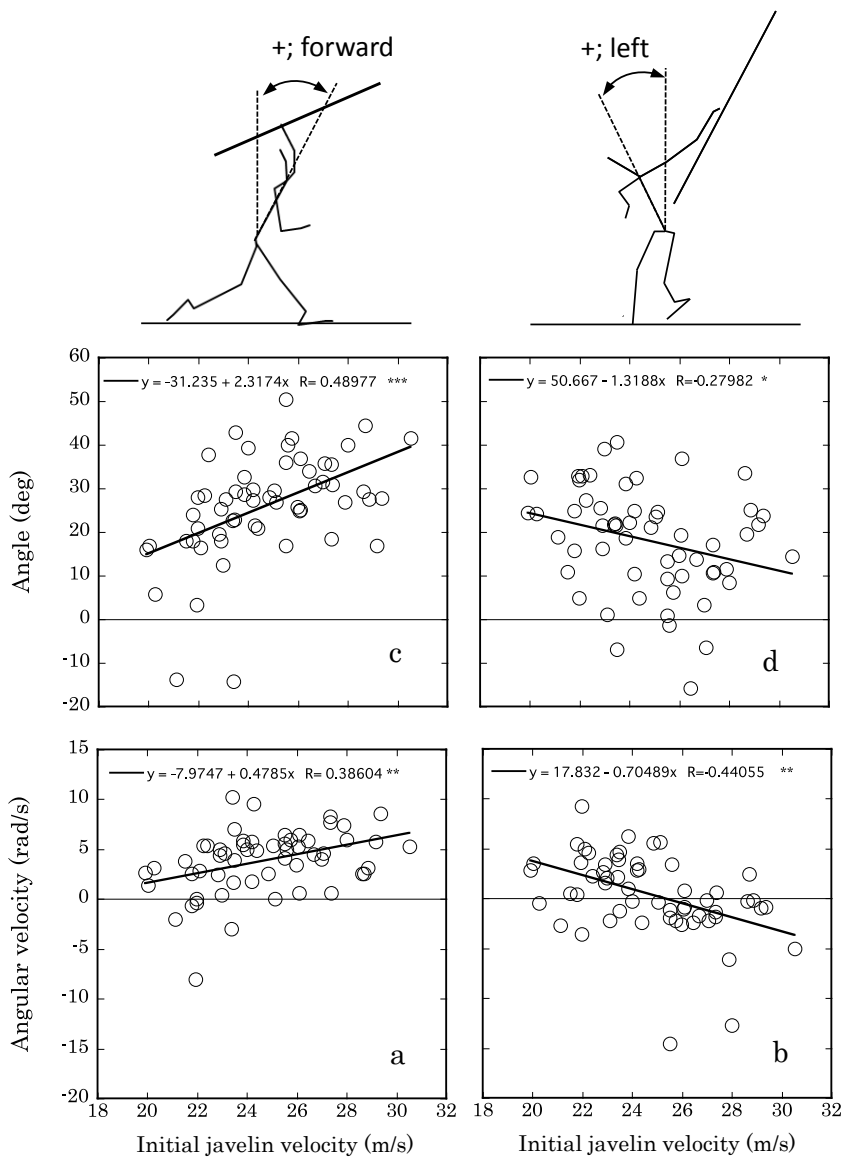 +; forward
+; left
60
50
40
30
20
10
0
-10
-20
Angle (deg)
y = -31.235 + 2.3174x R= 0.48977 ***
c
y = 50.667 - 1.3188x R=-0.27982 *
d
15
10
5
0
-5
-10
-15
-20
Angular velocity (rad/s)
y = -7.9747 + 0.4785x R= 0.38604 **
a
y = 17.832 - 0.70489x R=-0.44055 **
b
18 20 22 24 26 28 30 32
18 20 22 24 26 28 30 32
Initial javelin velocity (m/s)
Initial javelin velocity (m/s)